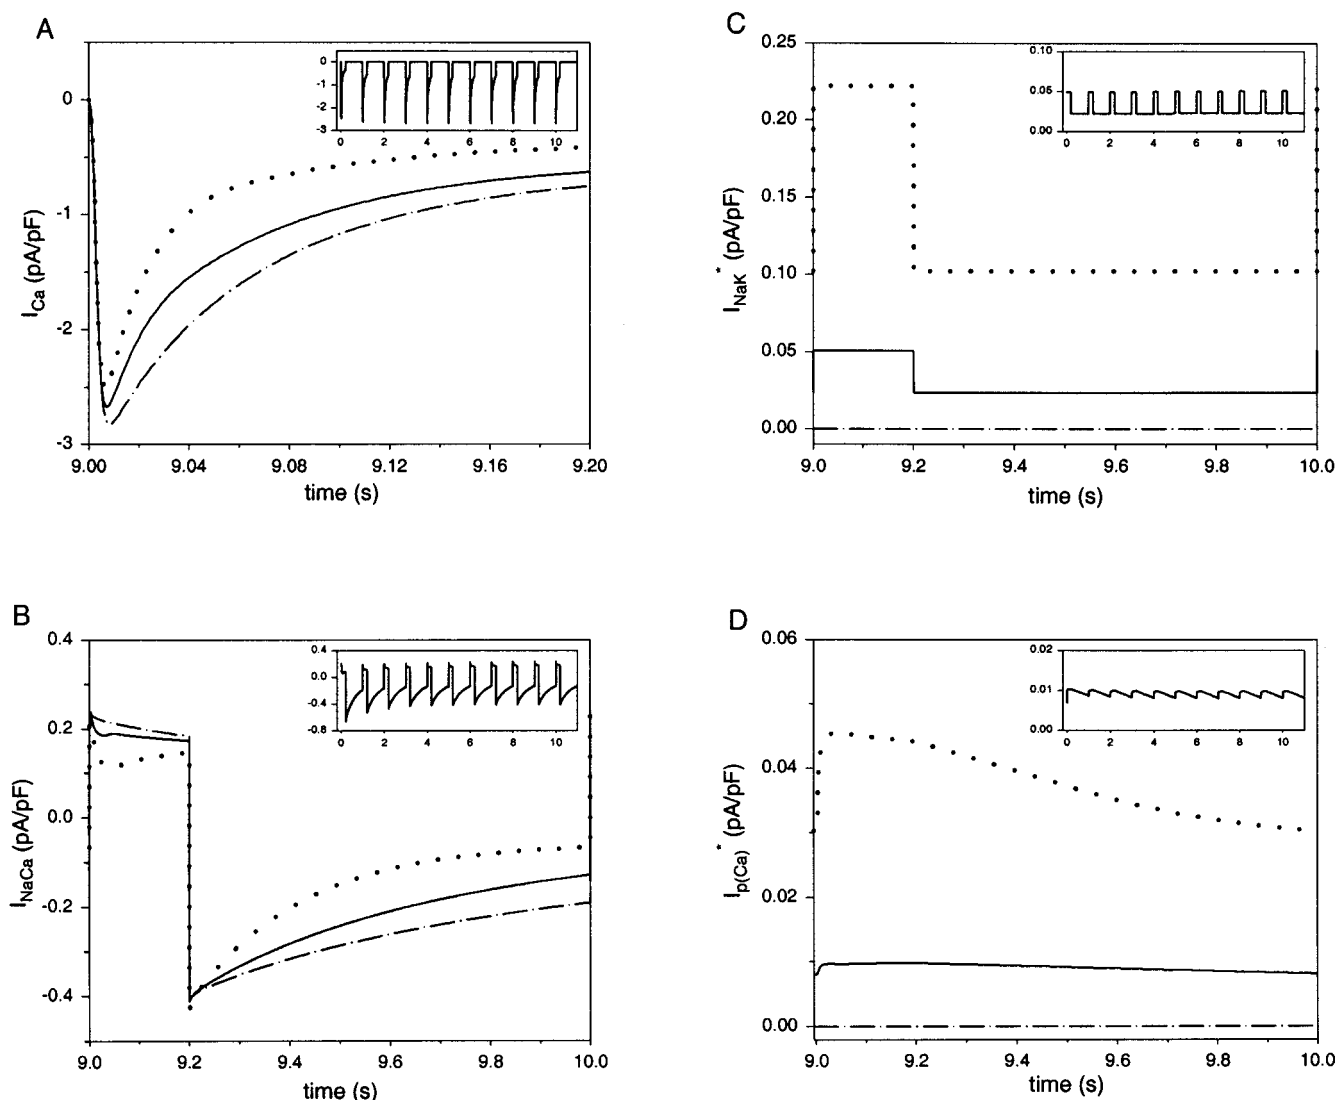 A
0
-1
-2
-3
I_Ca (pA/pF)
9.00 9.04 9.08 9.12 9.16 9.20
time (s)
0
-1
-2
-3
0 2 4 6 8 10
C
0.25
0.20
0.15
0.10
0.05
0.00
I_NaK* (pA/pF)
9.0 9.2 9.4 9.6 9.8 10.0
time (s)
0.10
0.05
0.00
0 2 4 6 8 10
B
0.4
0.2
0.0
-0.2
-0.4
I_NaCa (pA/pF)
9.0 9.2 9.4 9.6 9.8 10.0
time (s)
0.4
0.0
-0.4
-0.8
0 2 4 6 8 10
D
0.06
0.04
0.02
0.00
I_p(Ca)* (pA/pF)
9.0 9.2 9.4 9.6 9.8 10.0
time (s)
0.02
0.01
0.00
0 2 4 6 8 10